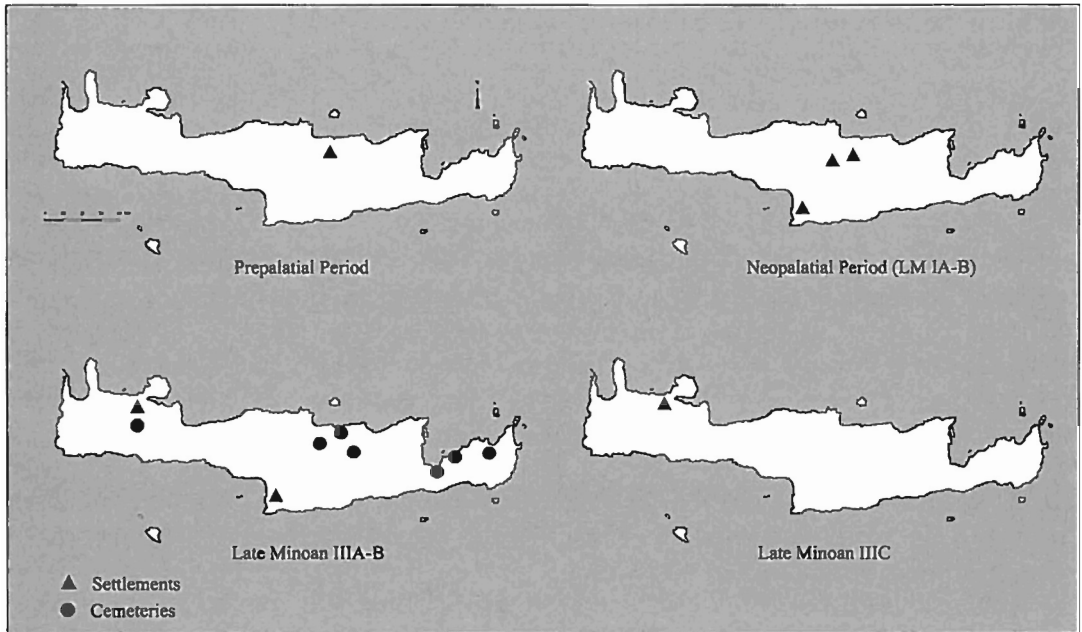 Prepalatial Period
Neopalatial Period (LM IA-B)
Late Minoan IIIA-B
Late Minoan IIIC
Settlements
Cemeteries